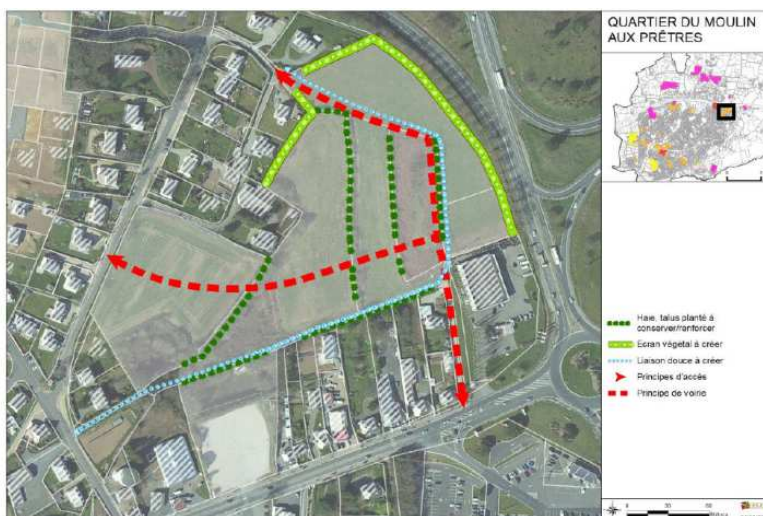 QUARTIER DU MOULIN
AUX PRÊTRES
Haie, talus planté à
conserver/renforcer
Ecran végétal à créer
Liaison douce à créer
Principes d'accès
Principe de voirie